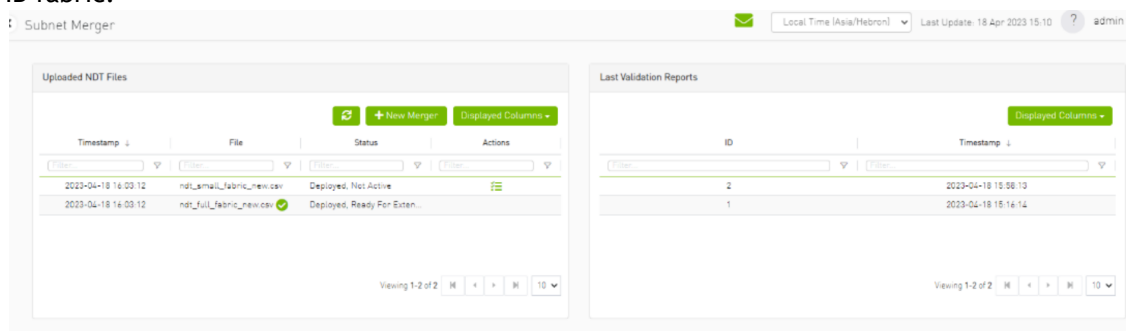 ID fabric.
Subnet Merger
Local Time (Asia/Hebron)
Last Update: 18 Apr 2023 15:10
?
admin
Uploaded NDT Files
+ New Merger
Displayed Columns
Timestamp ↓ File Status Actions
Filter... Filter... Filter... Filter...
2023-04-18 16:03:12 ndt_small_fabric_new.csv Deployed, Not Active
2023-04-18 16:03:12 ndt_full_fabric_new.csv Deployed, Ready For Exten...
Viewing 1-2 of 2 10
Last Validation Reports
Displayed Columns
ID Timestamp ↓
Filter... Filter...
2 2023-04-18 15:58:13
1 2023-04-18 15:16:14
Viewing 1-2 of 2 10